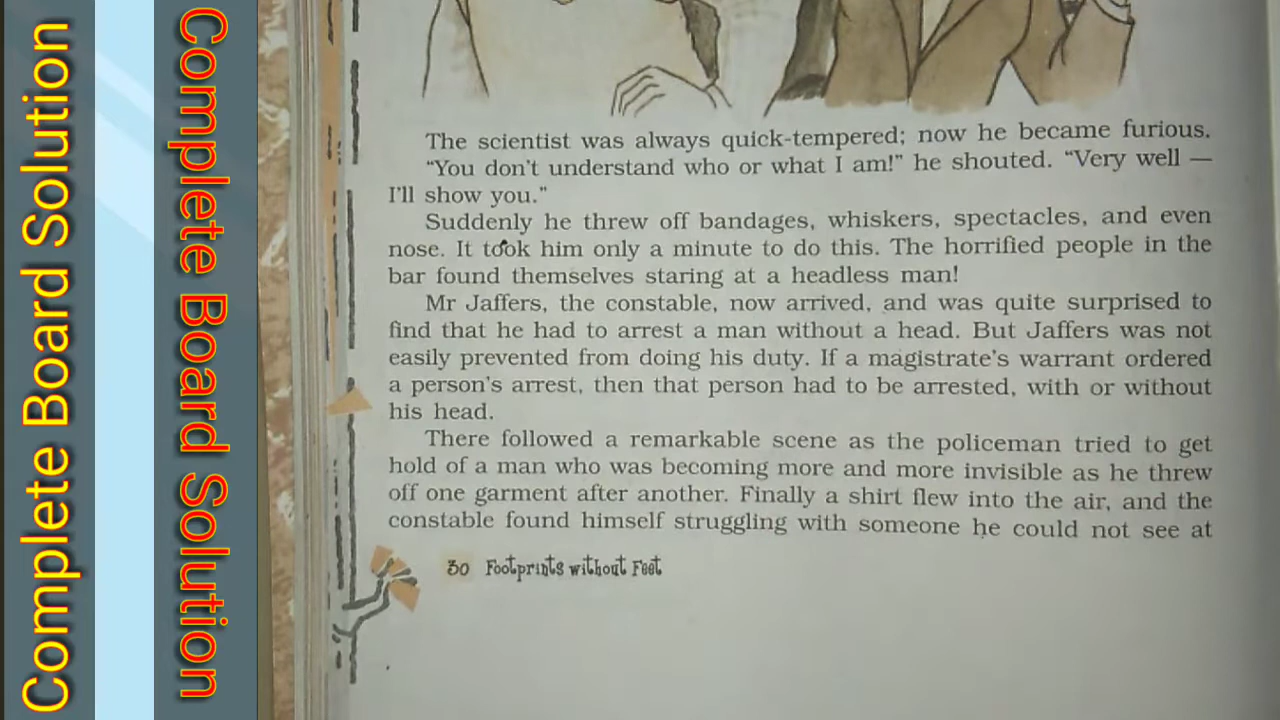 Complete Board Solution
Complete Board Solution
The scientist was always quick-tempered; now he became furious.
“You don’t understand who or what I am!” he shouted. “Very well —
I’ll show you.”
Suddenly he threw off bandages, whiskers, spectacles, and even
nose. It took him only a minute to do this. The horrified people in the
bar found themselves staring at a headless man!
Mr Jaffers, the constable, now arrived, and was quite surprised to
find that he had to arrest a man without a head. But Jaffers was not
easily prevented from doing his duty. If a magistrate’s warrant ordered
a person’s arrest, then that person had to be arrested, with or without
his head.
There followed a remarkable scene as the policeman tried to get
hold of a man who was becoming more and more invisible as he threw
off one garment after another. Finally a shirt flew into the air, and the
constable found himself struggling with someone he could not see at
30 Footprints without Feet